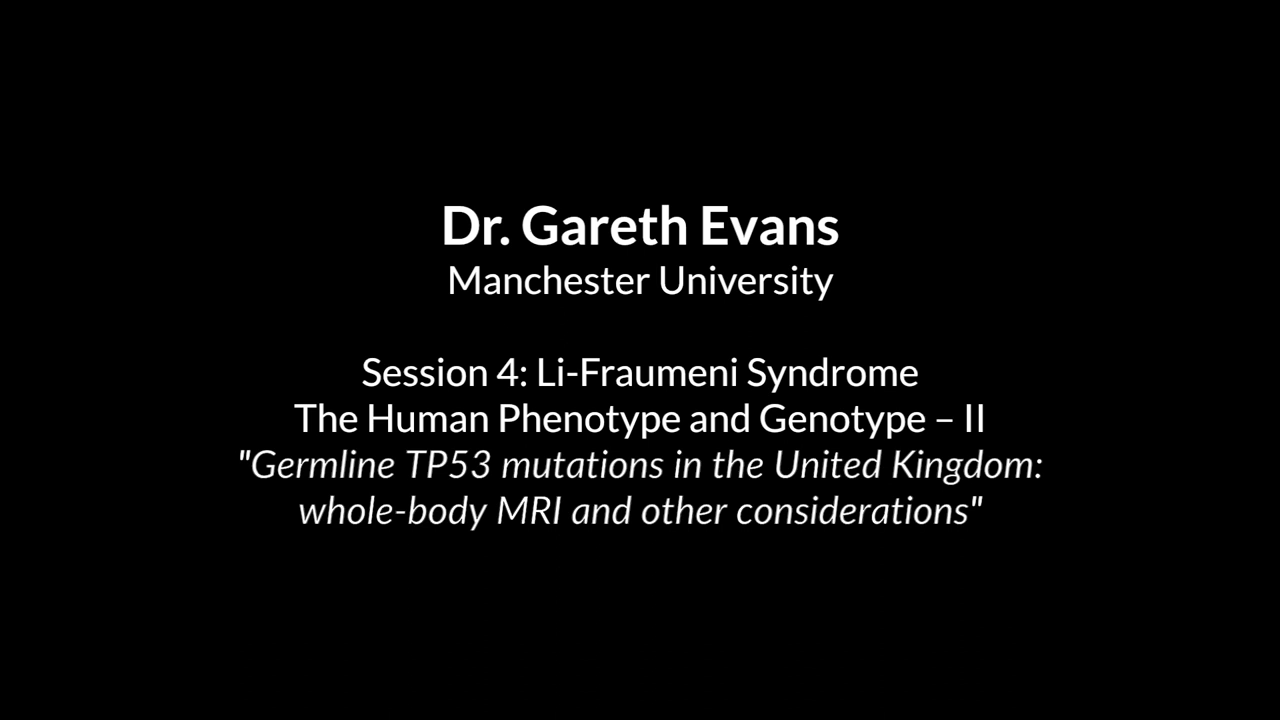 Dr. Gareth Evans
Manchester University
Session 4: Li-Fraumeni Syndrome
The Human Phenotype and Genotype – II
"Germline TP53 mutations in the United Kingdom:
whole-body MRI and other considerations"